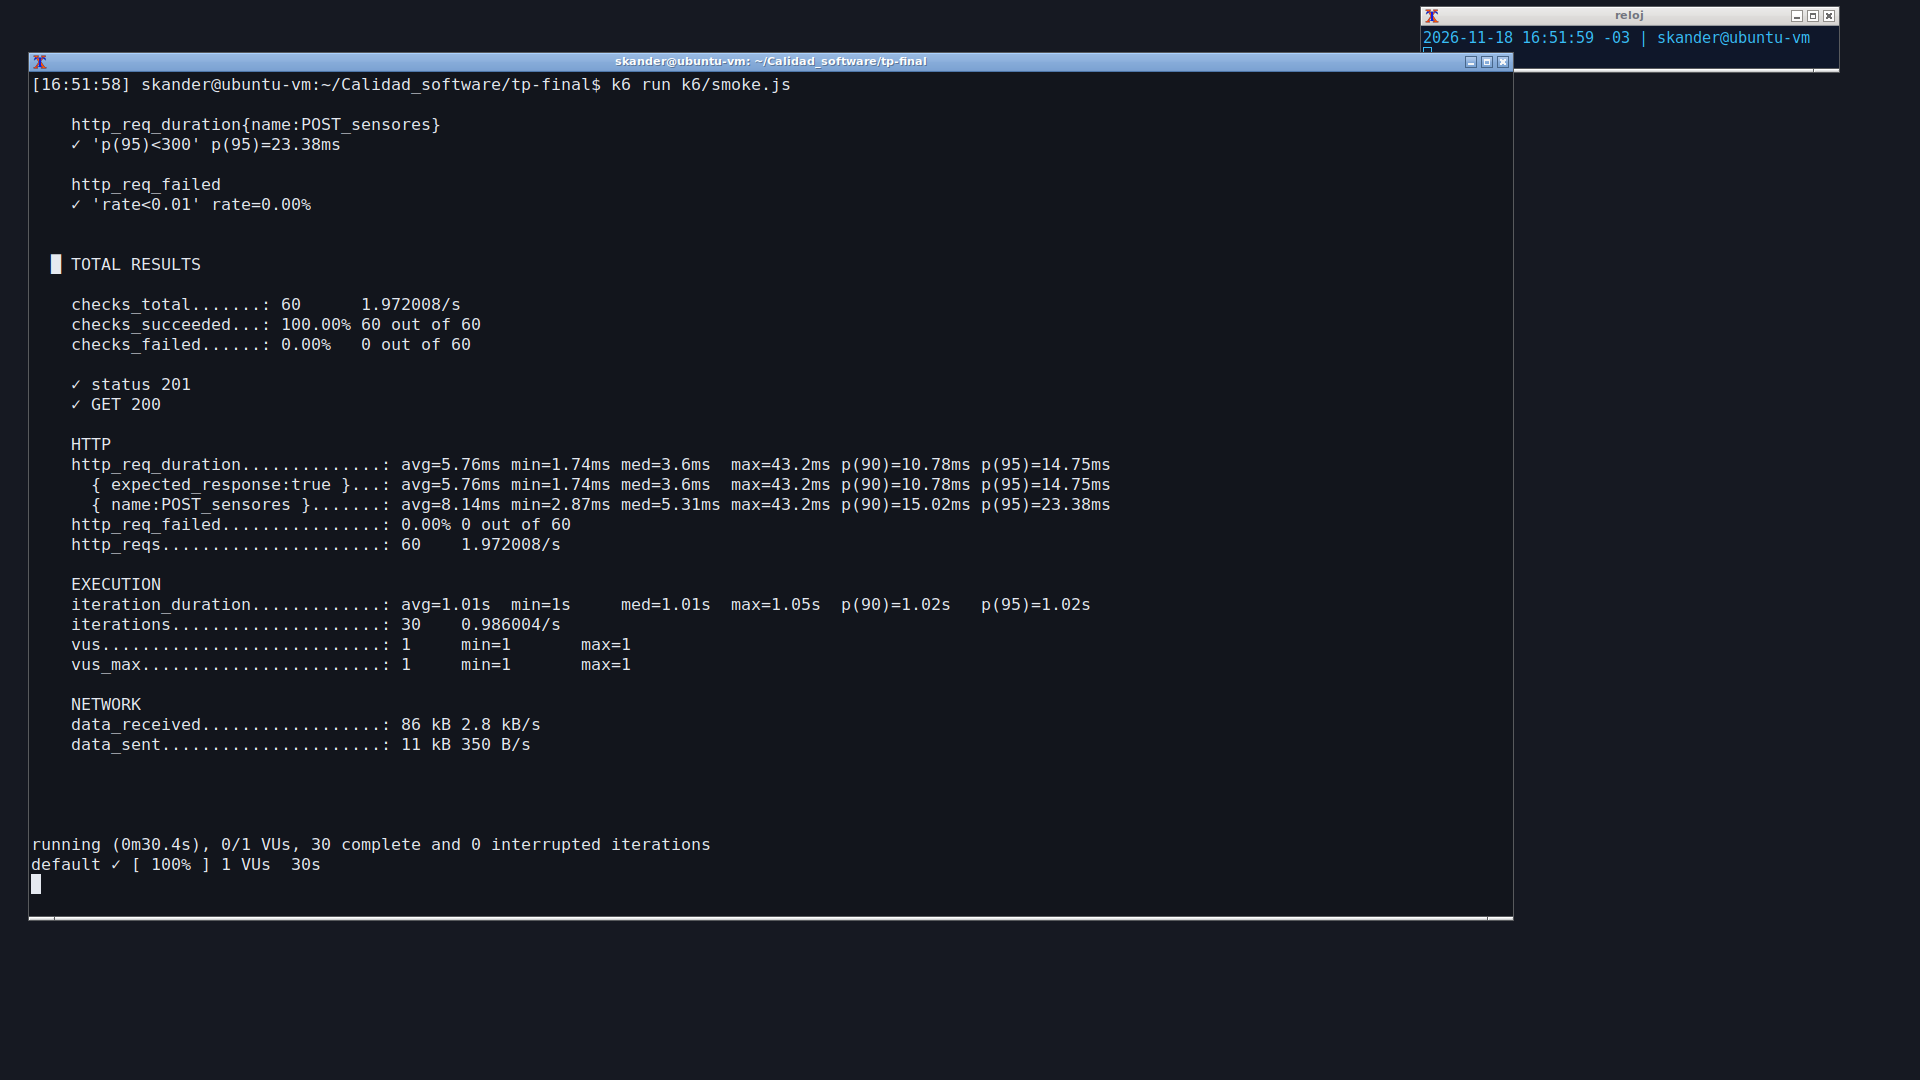 reloj
2026-11-18 16:51:59 -03 | skander@ubuntu-vm
skander@ubuntu-vm: ~/Calidad_software/tp-final
[16:51:58] skander@ubuntu-vm:~/Calidad_software/tp-final$ k6 run k6/smoke.js
http_req_duration{name:POST_sensores}
✓ 'p(95)<300' p(95)=23.38ms
http_req_failed
✓ 'rate<0.01' rate=0.00%
█ TOTAL RESULTS
checks_total.......: 60      1.972008/s
checks_succeeded...: 100.00% 60 out of 60
checks_failed......: 0.00%   0 out of 60
✓ status 201
✓ GET 200
HTTP
http_req_duration..............: avg=5.76ms min=1.74ms med=3.6ms  max=43.2ms p(90)=10.78ms p(95)=14.75ms
{ expected_response:true }...: avg=5.76ms min=1.74ms med=3.6ms  max=43.2ms p(90)=10.78ms p(95)=14.75ms
{ name:POST_sensores }.......: avg=8.14ms min=2.87ms med=5.31ms max=43.2ms p(90)=15.02ms p(95)=23.38ms
http_req_failed................: 0.00% 0 out of 60
http_reqs......................: 60    1.972008/s
EXECUTION
iteration_duration.............: avg=1.01s  min=1s     med=1.01s  max=1.05s  p(90)=1.02s   p(95)=1.02s
iterations.....................: 30    0.986004/s
vus............................: 1     min=1       max=1
vus_max........................: 1     min=1       max=1
NETWORK
data_received..................: 86 kB 2.8 kB/s
data_sent......................: 11 kB 350 B/s
running (0m30.4s), 0/1 VUs, 30 complete and 0 interrupted iterations
default ✓ [ 100% ] 1 VUs  30s